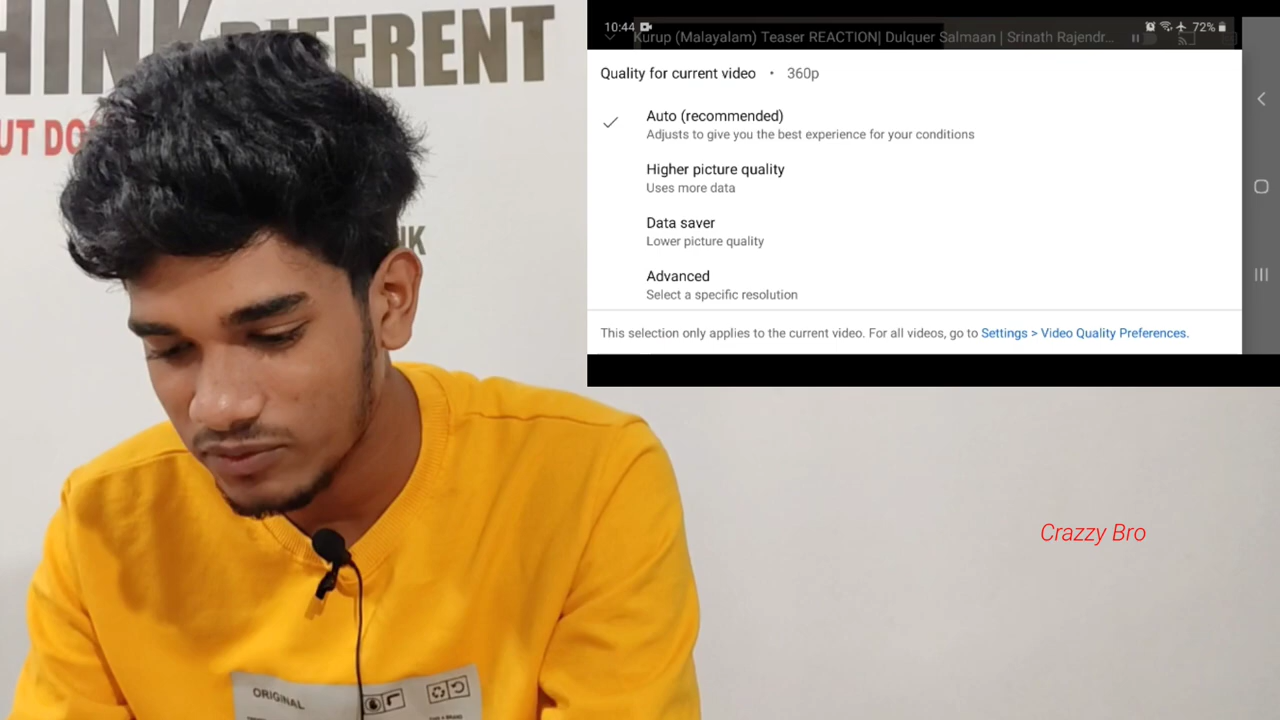 THINK
DIFFERENT
UT DO
NK
10:44
72%
Kurup (Malayalam) Teaser REACTION| Dulquer Salmaan | Srinath Rajendr...
Quality for current video • 360p
Auto (recommended)
Adjusts to give you the best experience for your conditions
Higher picture quality
Uses more data
Data saver
Lower picture quality
Advanced
Select a specific resolution
This selection only applies to the current video. For all videos, go to Settings > Video Quality Preferences.
Crazzy Bro
ORIGINAL